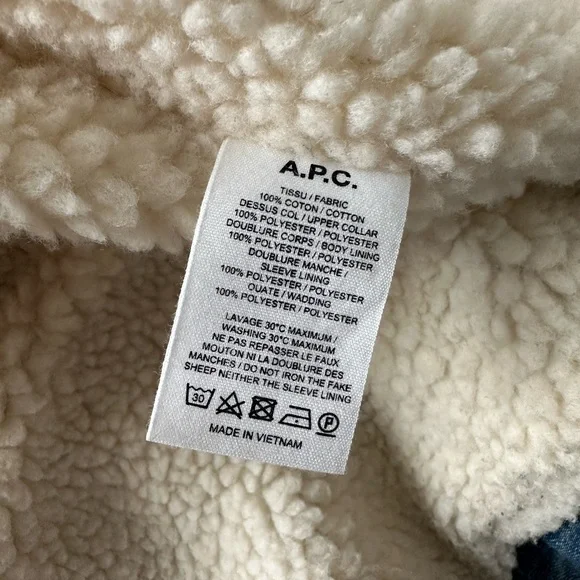 A.P.C.
TISSU / FABRIC
100% COTON / COTTON
DESSUS COL / UPPER COLLAR
100% POLYESTER / POLYESTER
DOUBLURE CORPS / BODY LINING
100% POLYESTER / POLYESTER
DOUBLURE MANCHE /
SLEEVE LINING
100% POLYESTER / POLYESTER
OUATE / WADDING
100% POLYESTER / POLYESTER
LAVAGE 30°C MAXIMUM /
WASHING 30°C MAXIMUM
NE PAS REPASSER LE FAUX
MOUTON NI LA DOUBLURE DES
MANCHES / DO NOT IRON THE FAKE
SHEEP NEITHER THE SLEEVE LINING
30 P
MADE IN VIETNAM